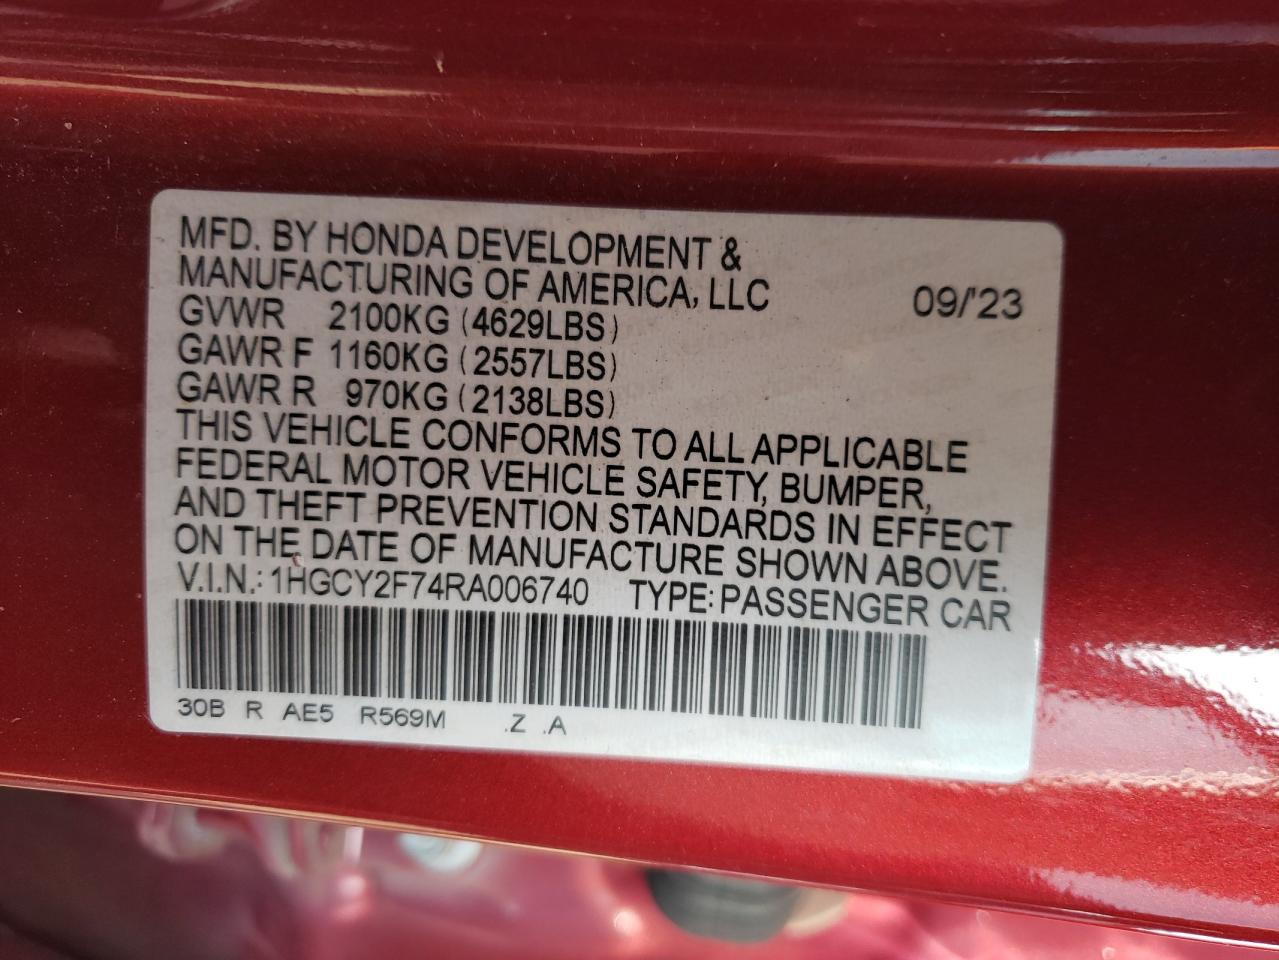 MFD. BY HONDA DEVELOPMENT &
MANUFACTURING OF AMERICA, LLC 09/'23
GVWR 2100KG (4629LBS)
GAWR F 1160KG (2557LBS)
GAWR R 970KG (2138LBS)
THIS VEHICLE CONFORMS TO ALL APPLICABLE
FEDERAL MOTOR VEHICLE SAFETY, BUMPER,
AND THEFT PREVENTION STANDARDS IN EFFECT
ON THE DATE OF MANUFACTURE SHOWN ABOVE.
V.I.N.: 1HGCY2F74RA006740 TYPE: PASSENGER CAR
30B R AE5 R569M .Z .A